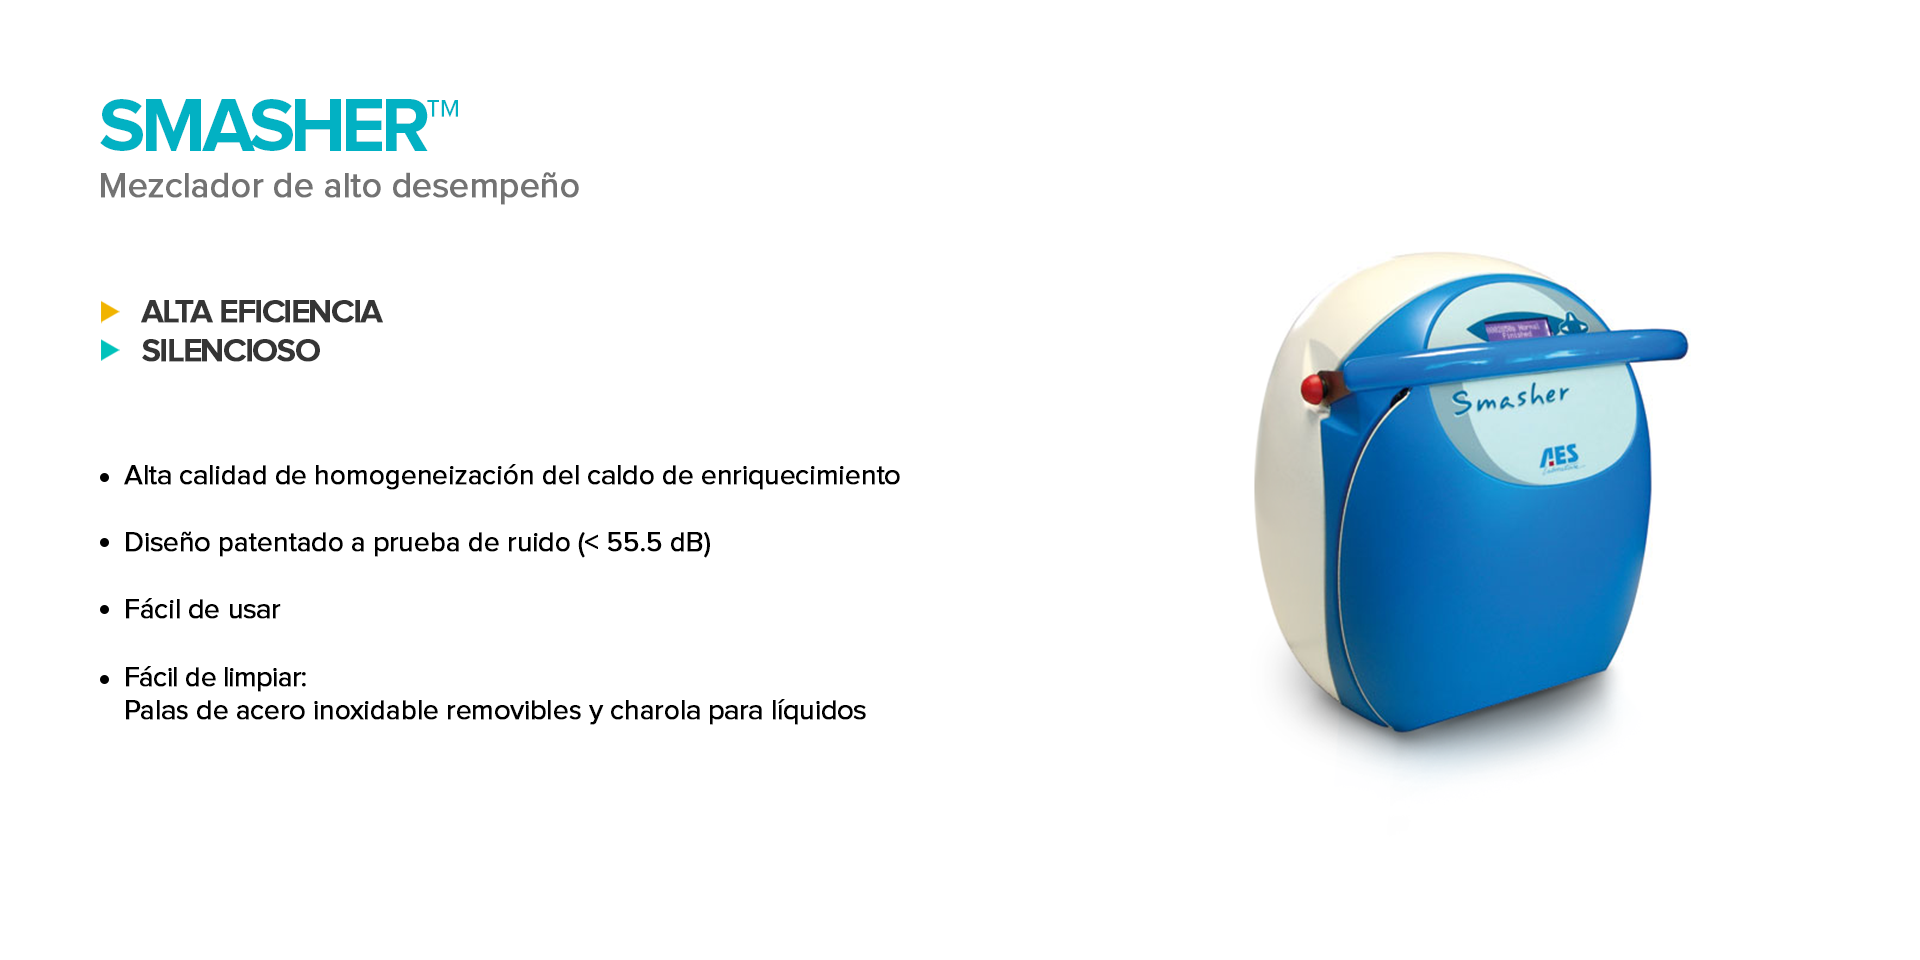 SMASHER™
Mezclador de alto desempeño
ALTA EFICIENCIA
SILENCIOSO
• Alta calidad de homogeneización del caldo de enriquecimiento
• Diseño patentado a prueba de ruido (< 55.5 dB)
• Fácil de usar
• Fácil de limpiar:
Palas de acero inoxidable removibles y charola para líquidos
Normal
Finished
Smasher
AES